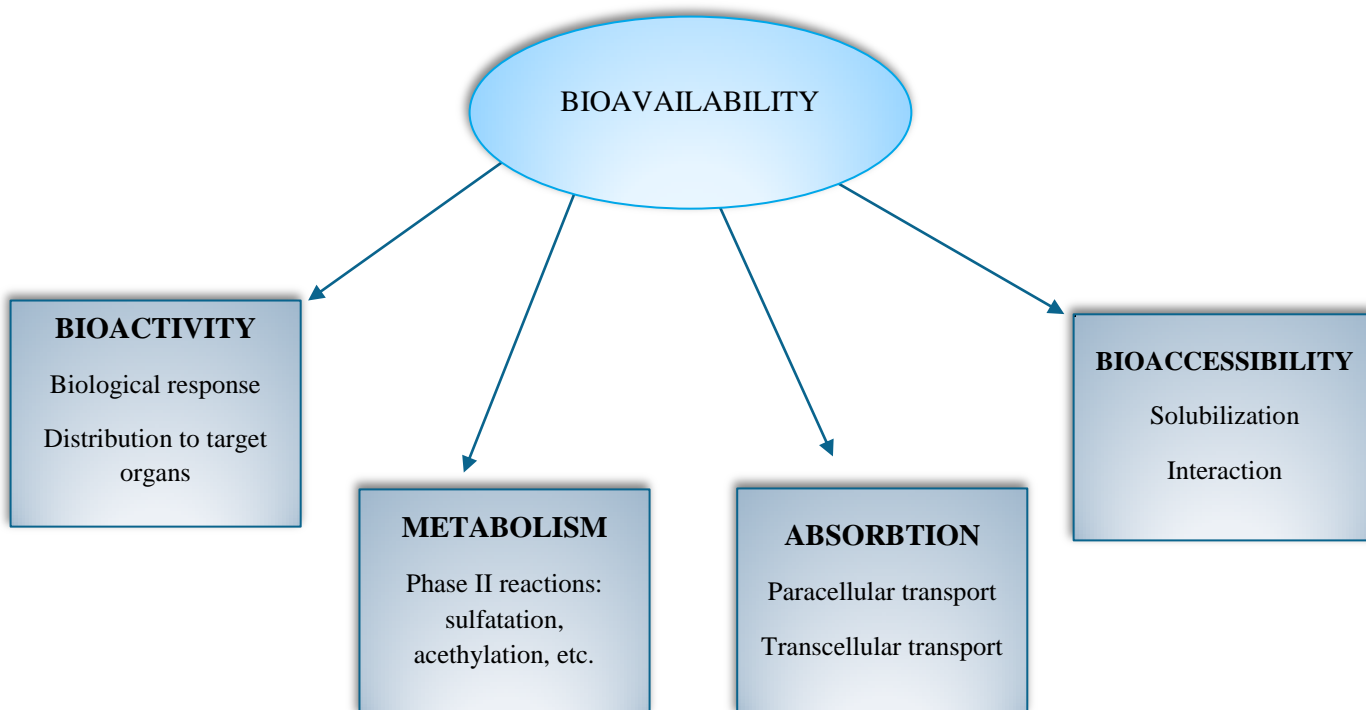 BIOAVAILABILITY
BIOACTIVITY
Biological response
Distribution to target
organs
METABOLISM
Phase II reactions:
sulfatation,
acethylation, etc.
ABSORBTION
Paracellular transport
Transcellular transport
BIOACCESSIBILITY
Solubilization
Interaction